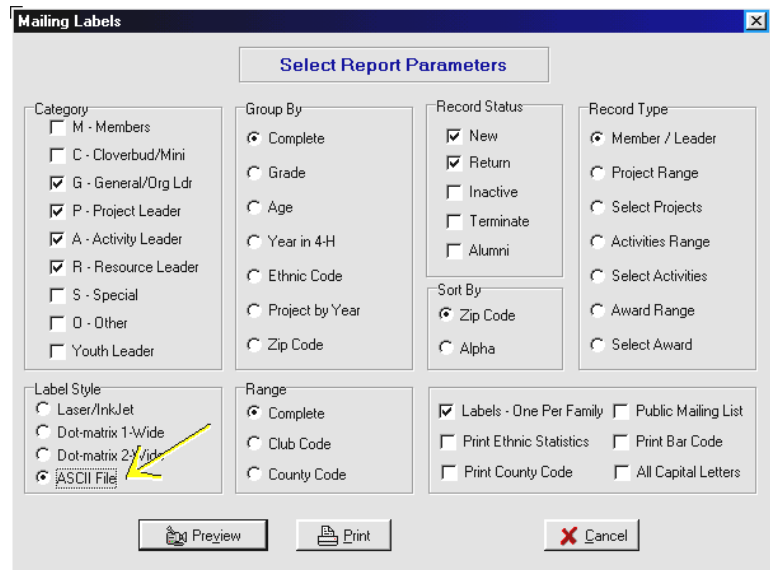 Mailing Labels
Select Report Parameters
Category
M - Members
C - Cloverbud/Mini
G - General/Org Ldr
P - Project Leader
A - Activity Leader
R - Resource Leader
S - Special
O - Other
Youth Leader
Group By
Complete
Grade
Age
Year in 4-H
Ethnic Code
Project by Year
Zip Code
Record Status
New
Return
Inactive
Terminate
Alumni
Sort By
Zip Code
Alpha
Record Type
Member / Leader
Project Range
Select Projects
Activities Range
Select Activities
Award Range
Select Award
Label Style
Laser/InkJet
Dot-matrix 1-Wide
Dot-matrix 2-Wide
ASCII File
Range
Complete
Club Code
County Code
Labels - One Per Family Public Mailing List
Print Ethnic Statistics Print Bar Code
Print County Code All Capital Letters
Preview Print Cancel